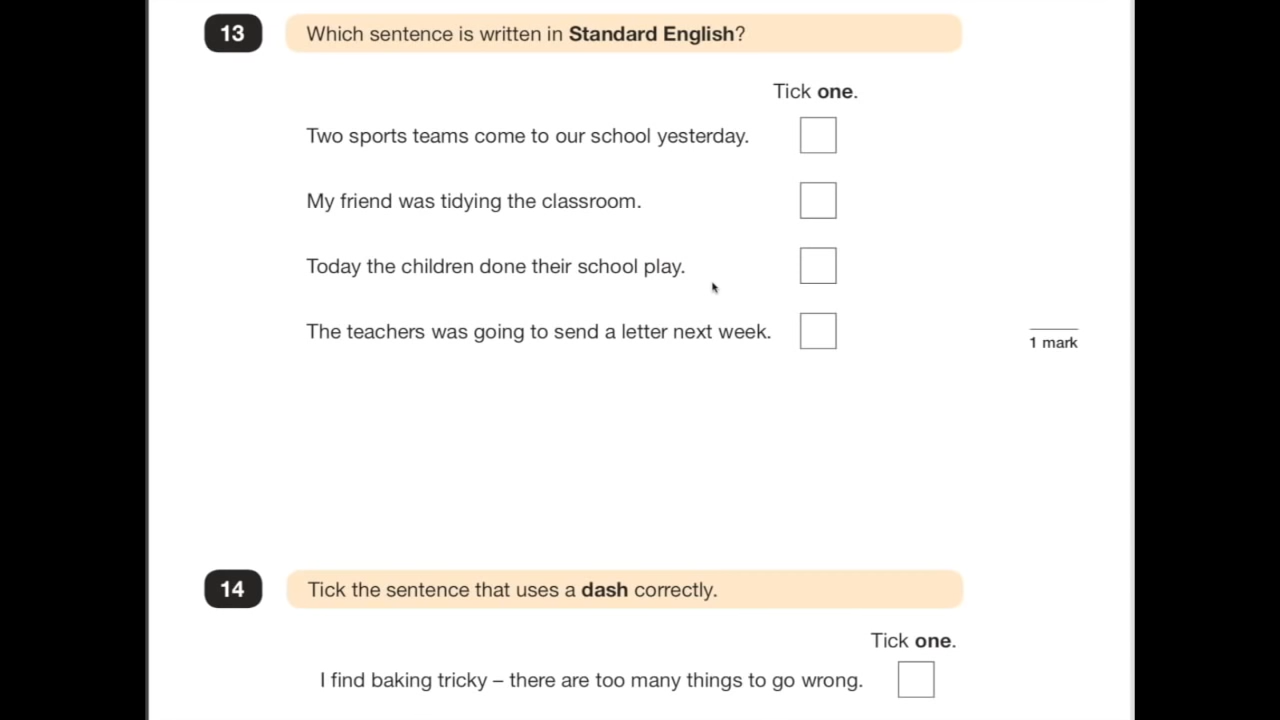 13 Which sentence is written in Standard English?
Tick one.
Two sports teams come to our school yesterday.
My friend was tidying the classroom.
Today the children done their school play.
The teachers was going to send a letter next week.
1 mark
14 Tick the sentence that uses a dash correctly.
Tick one.
I find baking tricky – there are too many things to go wrong.